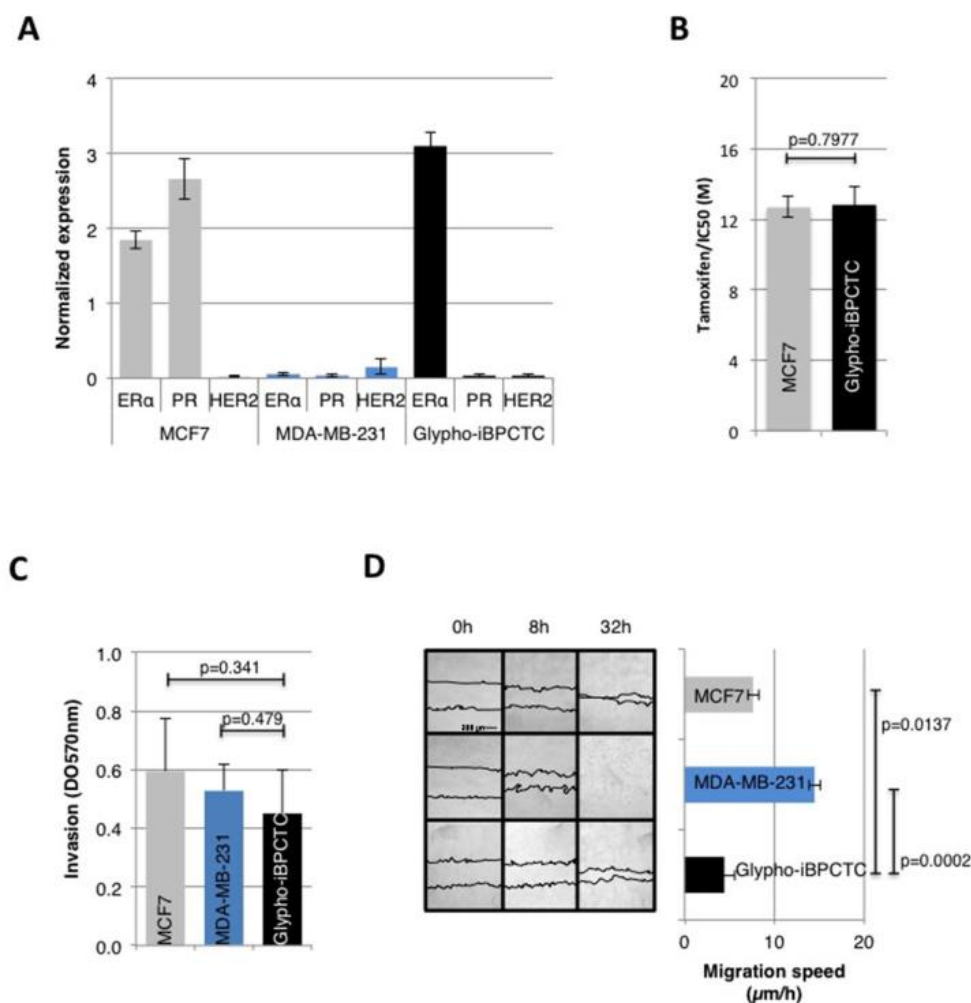 A
4
3
2
1
0
Normalized expression
ERα PR HER2 ERα PR HER2 ERα PR HER2
MCF7 MDA-MB-231 Glypho-iBPCTC
B
20
16
12
8
4
0
Tamoxifen/IC50 (M)
p=0.7977
MCF7
Glypho-iBPCTC
C
1.0
0.8
0.6
0.4
0.2
0.0
Invasion (DO570nm)
p=0.341
p=0.479
MCF7
MDA-MB-231
Glypho-iBPCTC
D
0h 8h 32h
MCF7
MDA-MB-231
Glypho-iBPCTC
p=0.0137
p=0.0002
0 10 20
Migration speed
(µm/h)